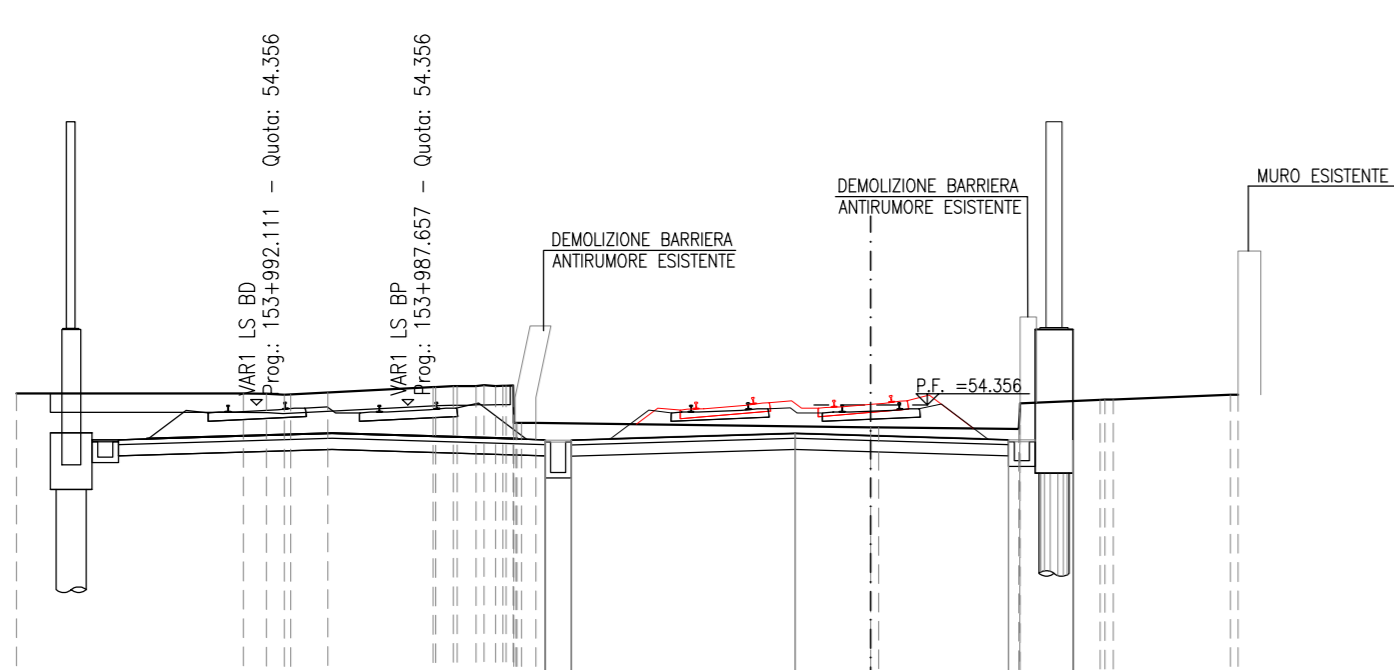 VAR1 LS BD
Prog.: 153+992.111 - Quota: 54.356
VAR1 LS BP
Prog.: 153+987.657 - Quota: 54.356
DEMOLIZIONE BARRIERA
ANTIRUMORE ESISTENTE
DEMOLIZIONE BARRIERA
ANTIRUMORE ESISTENTE
MURO ESISTENTE
P.F. =54.356